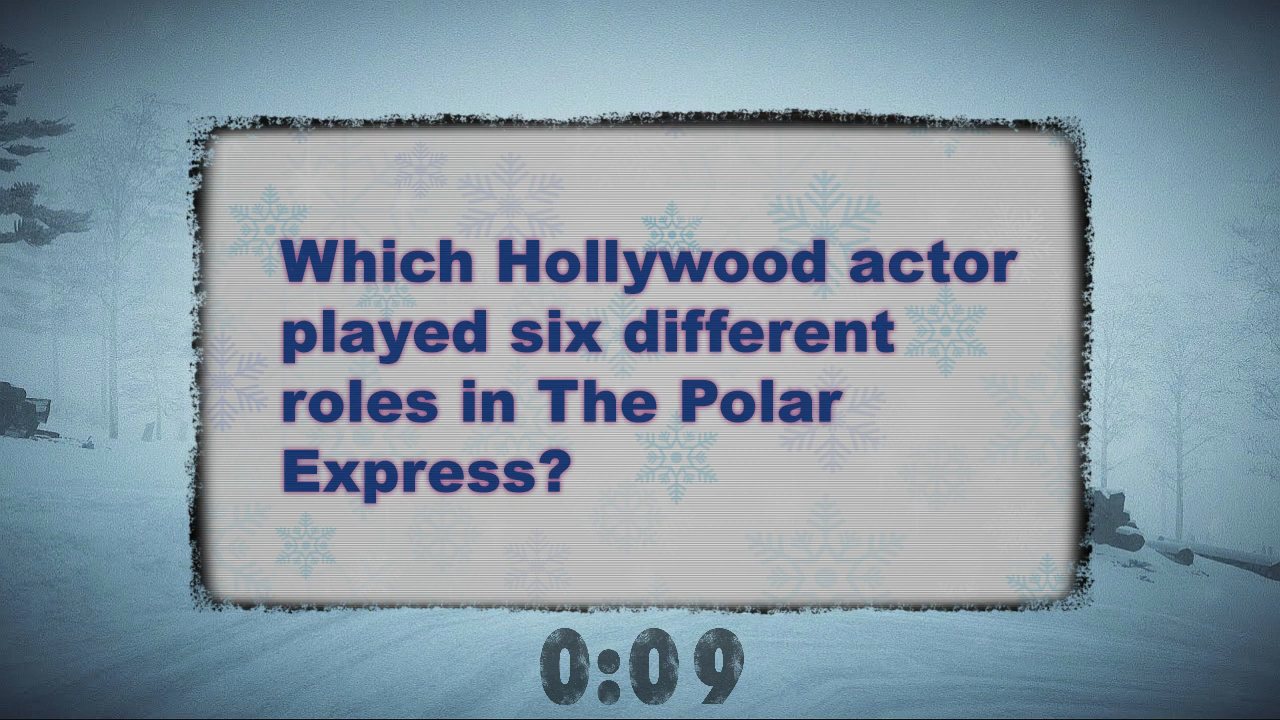 Which Hollywood actor
played six different
roles in The Polar
Express?
0:09